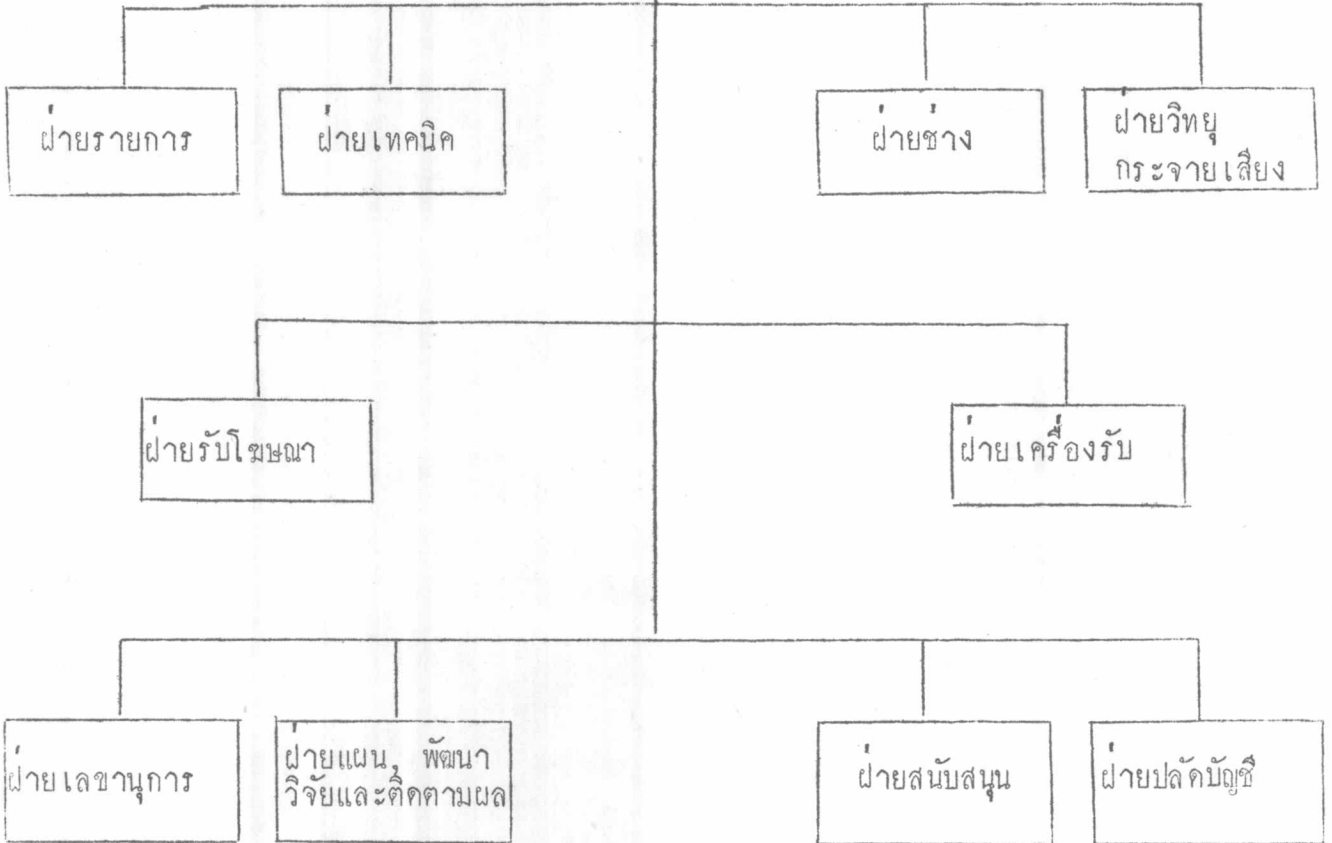 ฝ่ายรายการ
ฝ่ายเทคนิค
ฝ่ายช่าง
ฝ่ายวิทยุ
กระจายเสียง
ฝ่ายรับโฆษณา
ฝ่ายเครื่องรับ
ฝ่ายเลขานุการ
ฝ่ายแผน, พัฒนา
วิจัยและติดตามผล
ฝ่ายสนับสนุน
ฝ่ายปลัดบัญชี